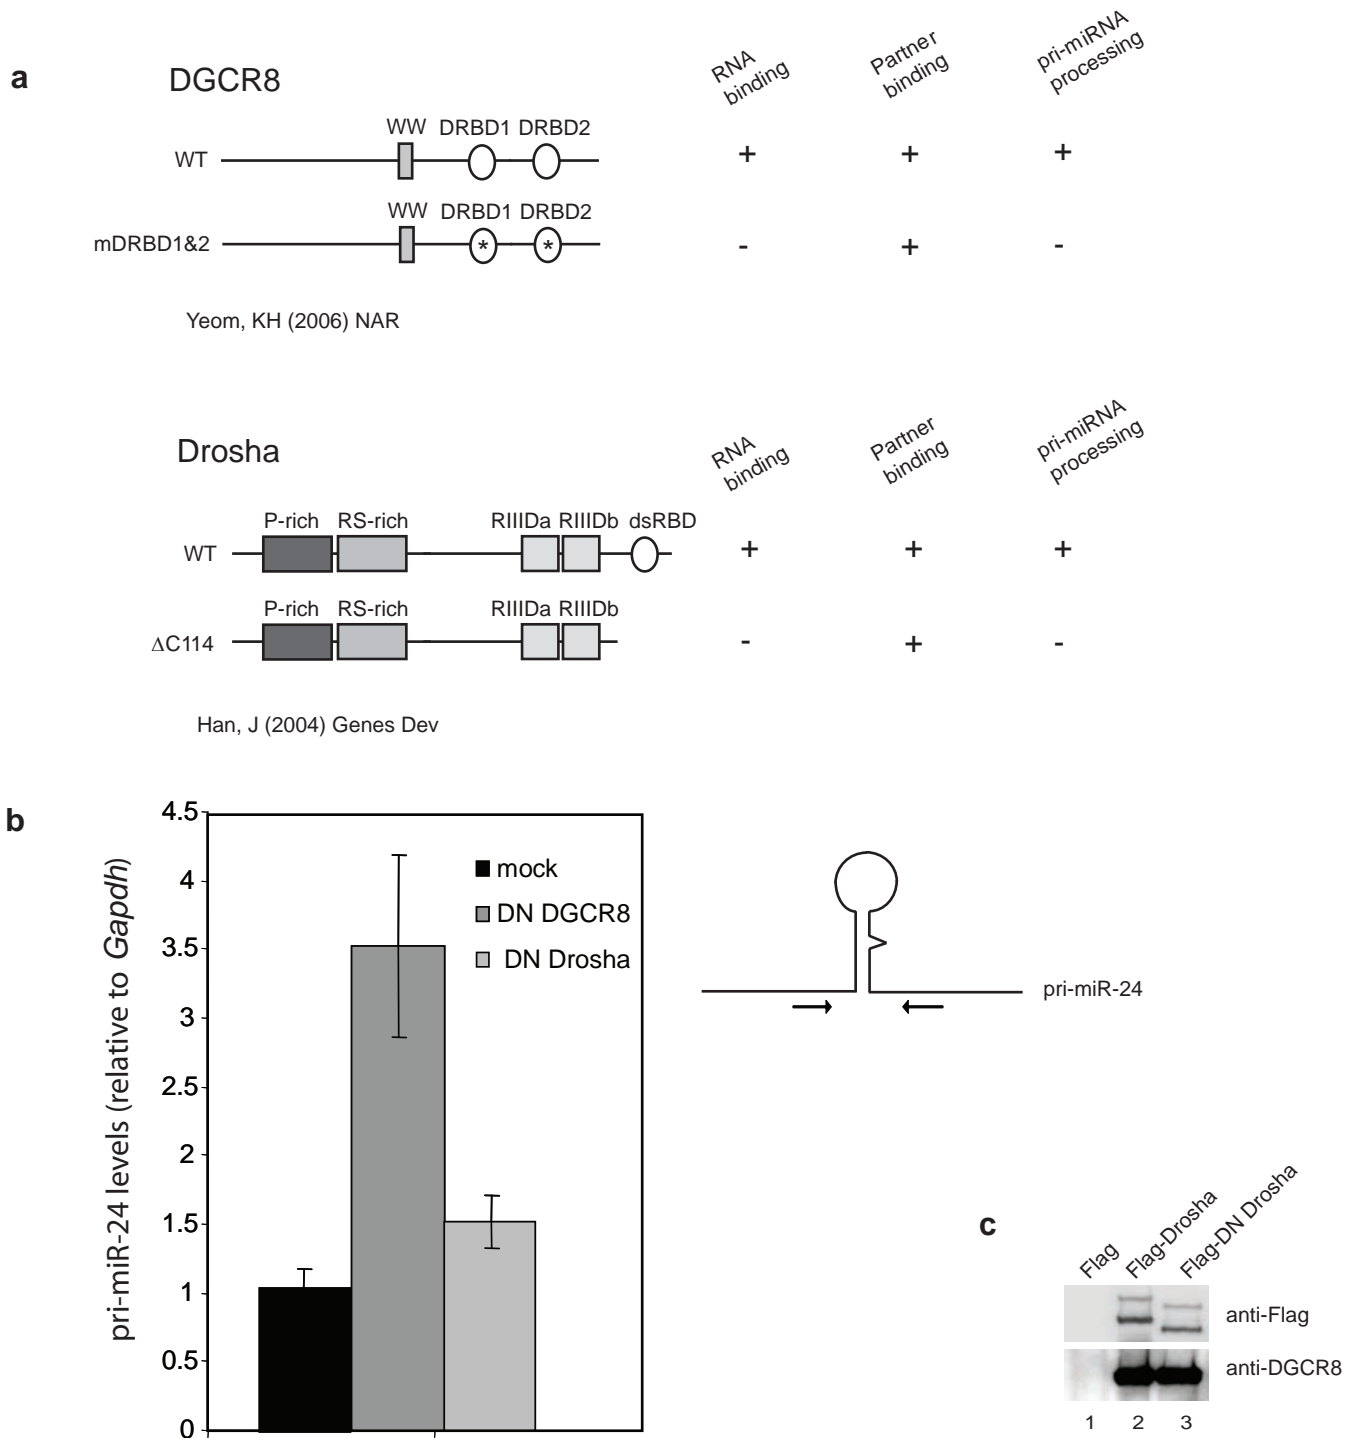 a
DGCR8
RNA
binding
Partner
binding
pri-miRNA
processing
WW DRBD1 DRBD2
WT
+ + +
WW DRBD1 DRBD2
mDRBD1&2
* *
- + -
Yeom, KH (2006) NAR
Drosha
RNA
binding
Partner
binding
pri-miRNA
processing
P-rich RS-rich RIIIDa RIIIDb dsRBD
WT
+ + +
P-rich RS-rich RIIIDa RIIIDb
ΔC114
- + -
Han, J (2004) Genes Dev
b
pri-miR-24 levels (relative to Gapdh)
4.5
4
3.5
3
2.5
2
1.5
1
0.5
0
mock
DN DGCR8
DN Drosha
pri-miR-24
c
Flag
Flag-Drosha
Flag-DN Drosha
anti-Flag
anti-DGCR8
1 2 3